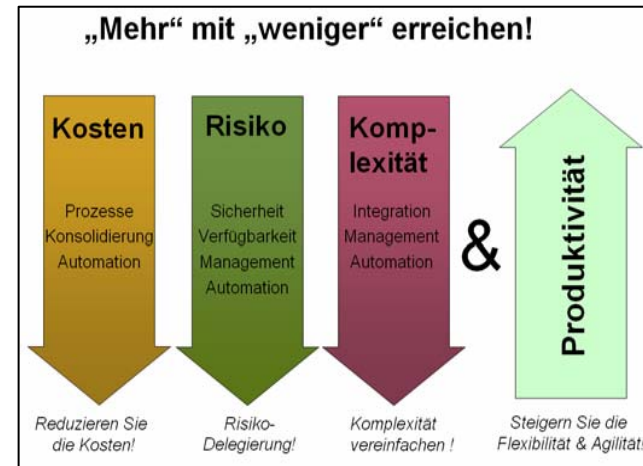 „Mehr“ mit „weniger“ erreichen!
Kosten
Prozesse
Konsolidierung
Automation
Reduzieren Sie
die Kosten!
Risiko
Sicherheit
Verfügbarkeit
Management
Automation
Risiko-
Delegierung!
Komp-
lexität
Integration
Management
Automation
Komplexität
vereinfachen !
&
Produktivität
Steigern Sie die
Flexibilität & Agilität!